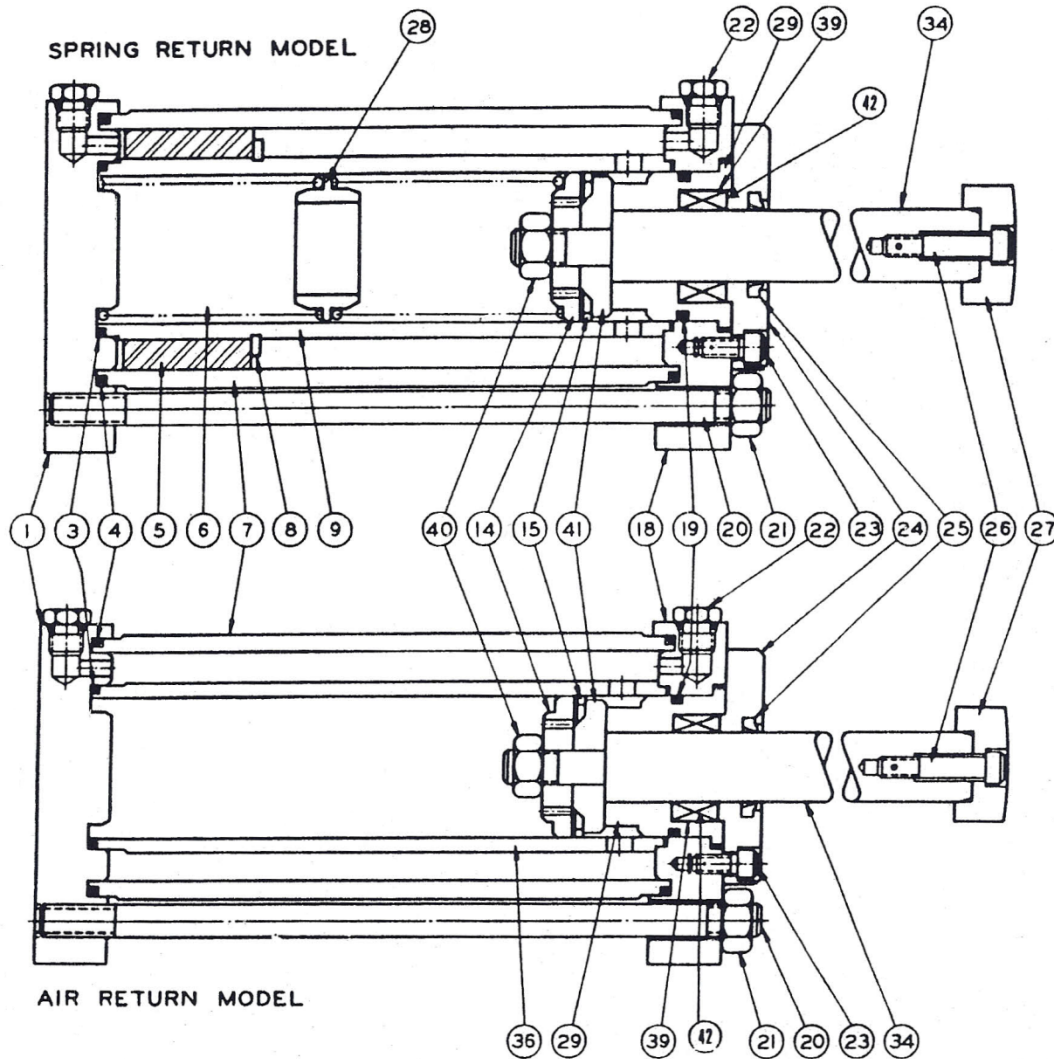 28 22 29 39 34
SPRING RETURN MODEL
42
1 3 4 5 6 7 8 9 40 14 15 41 18 19 20 21 22 23 24 25 26 27
AIR RETURN MODEL
36 29 39 42 21 20 23 34